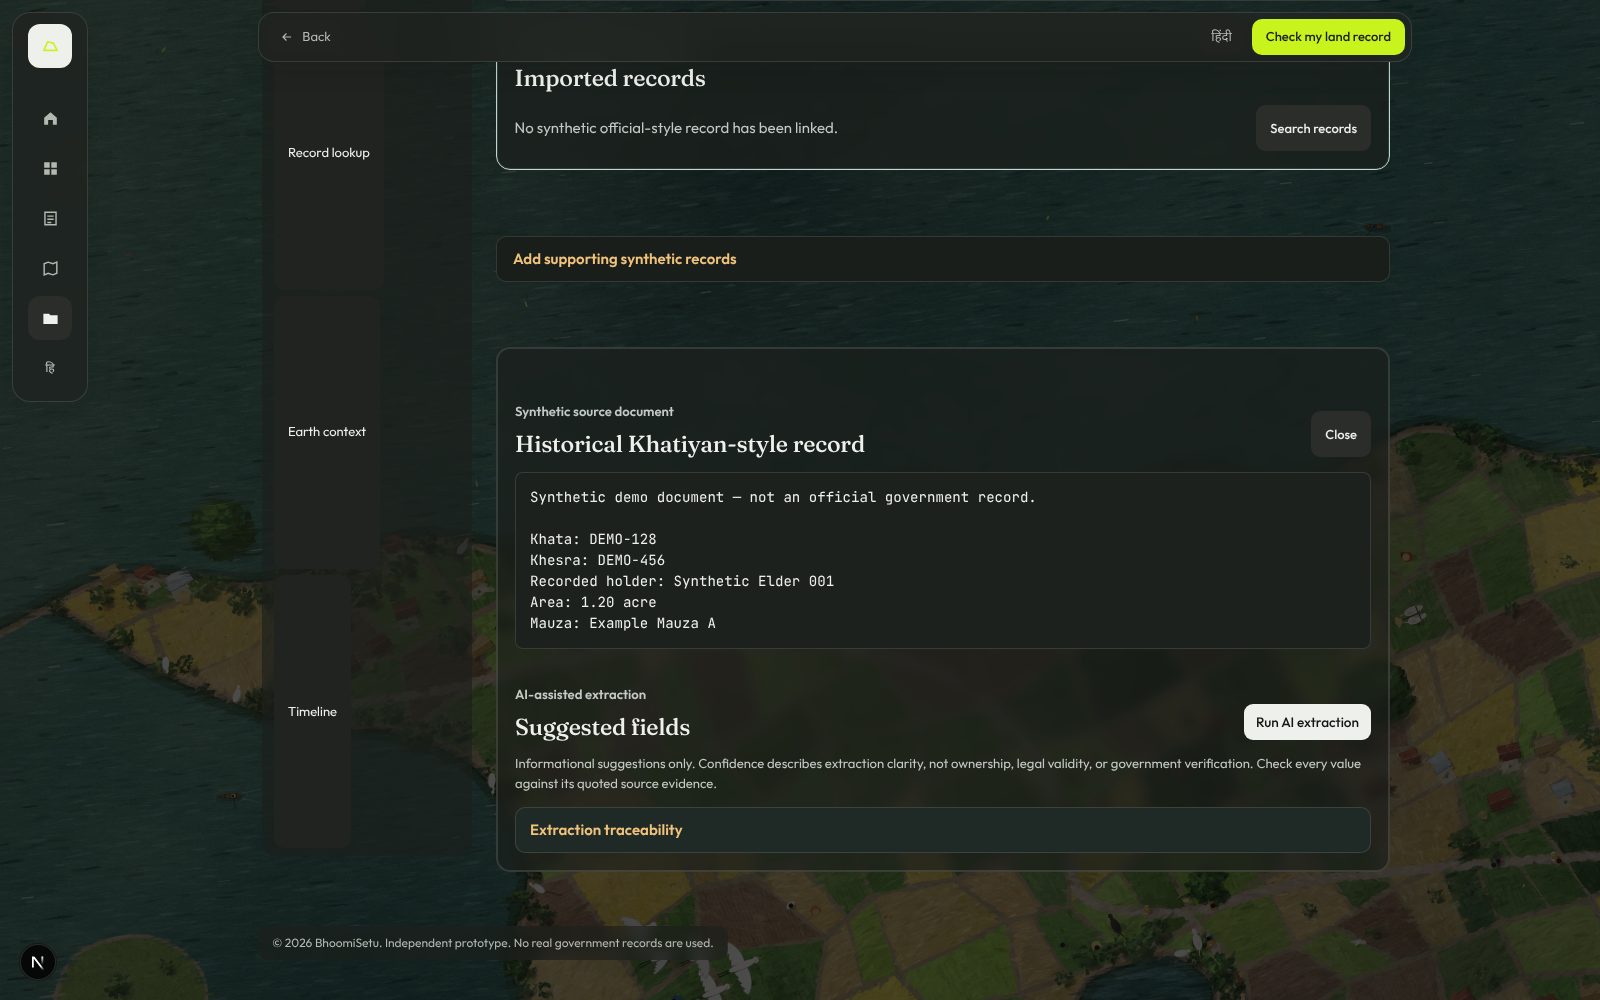 Back
हिंदी
Check my land record
हि
Record lookup
Earth context
Timeline
Imported records
No synthetic official-style record has been linked.
Search records
Add supporting synthetic records
Synthetic source document
Historical Khatiyan-style record
Close
Synthetic demo document — not an official government record.
Khata: DEMO-128
Khesra: DEMO-456
Recorded holder: Synthetic Elder 001
Area: 1.20 acre
Mauza: Example Mauza A
AI-assisted extraction
Suggested fields
Run AI extraction
Informational suggestions only. Confidence describes extraction clarity, not ownership, legal validity, or government verification. Check every value
against its quoted source evidence.
Extraction traceability
© 2026 BhoomiSetu. Independent prototype. No real government records are used.
N